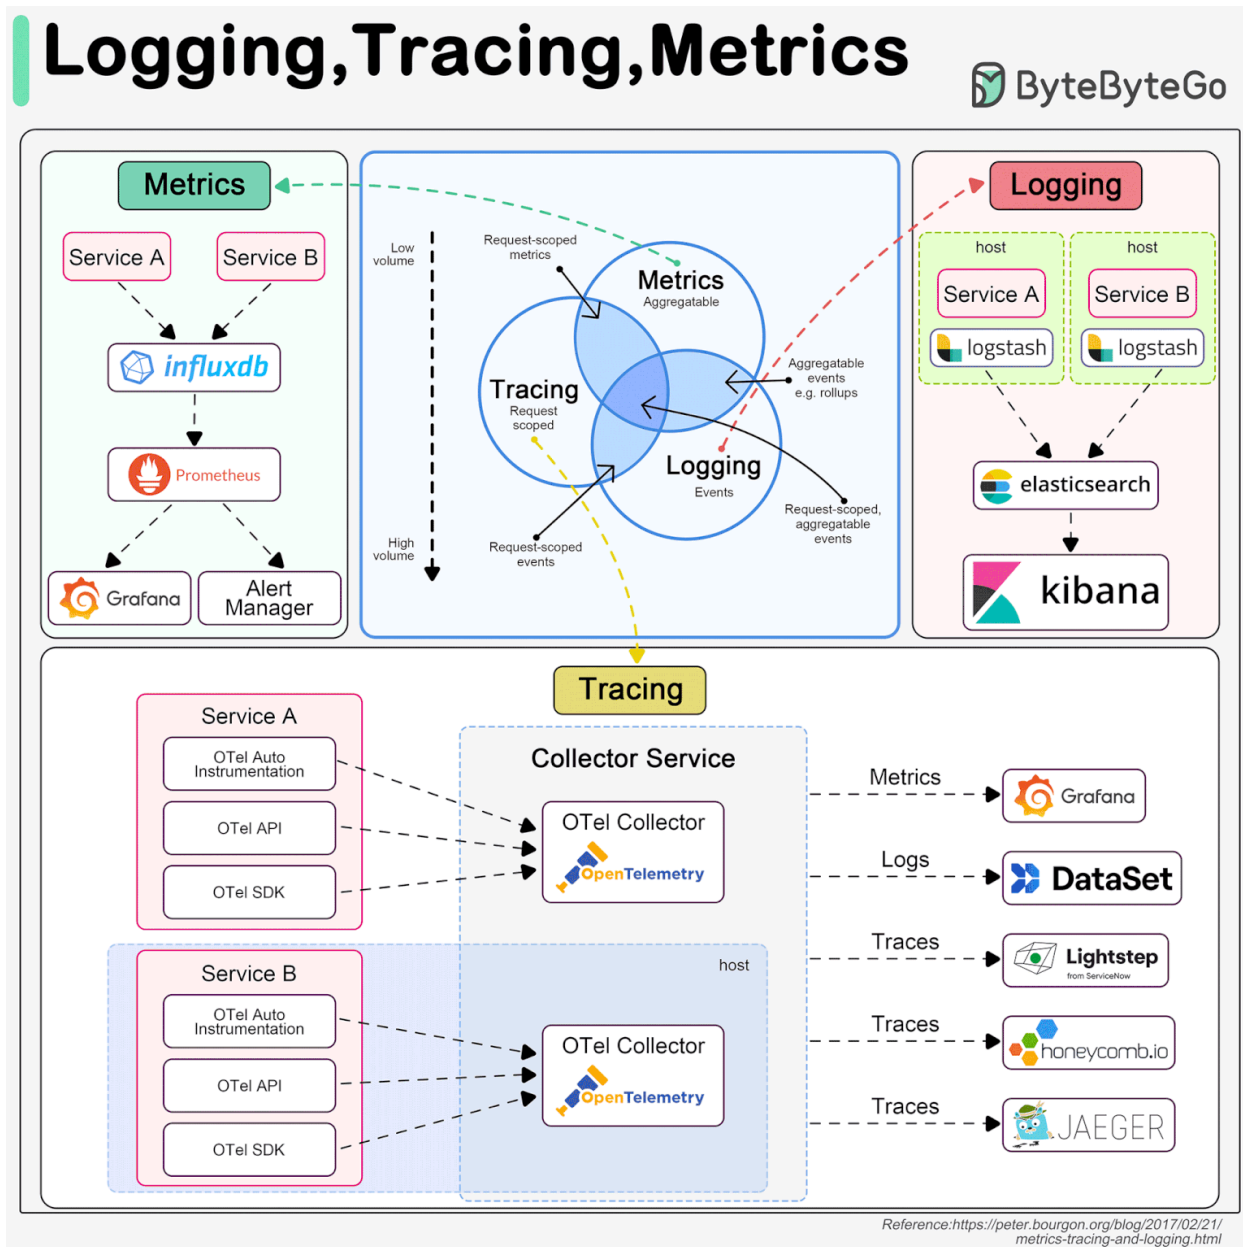 Logging,Tracing,Metrics
ByteByteGo
Metrics
Service A
Service B
influxdb
Prometheus
Grafana
Alert
Manager
Low
volume
High
volume
Request-scoped
metrics
Metrics
Aggregatable
Tracing
Request
scoped
Aggregatable
events
e.g. rollups
Logging
Events
Request-scoped,
aggregatable
events
Request-scoped
events
Logging
host
Service A
logstash
host
Service B
logstash
elasticsearch
kibana
Tracing
Service A
OTel Auto
Instrumentation
OTel API
OTel SDK
Service B
OTel Auto
Instrumentation
OTel API
OTel SDK
host
Collector Service
OTel Collector
OpenTelemetry
OTel Collector
OpenTelemetry
Metrics
Grafana
Logs
DataSet
Traces
Lightstep
from ServiceNow
Traces
honeycomb.io
Traces
JAEGER
Reference:https://peter.bourgon.org/blog/2017/02/21/
metrics-tracing-and-logging.html